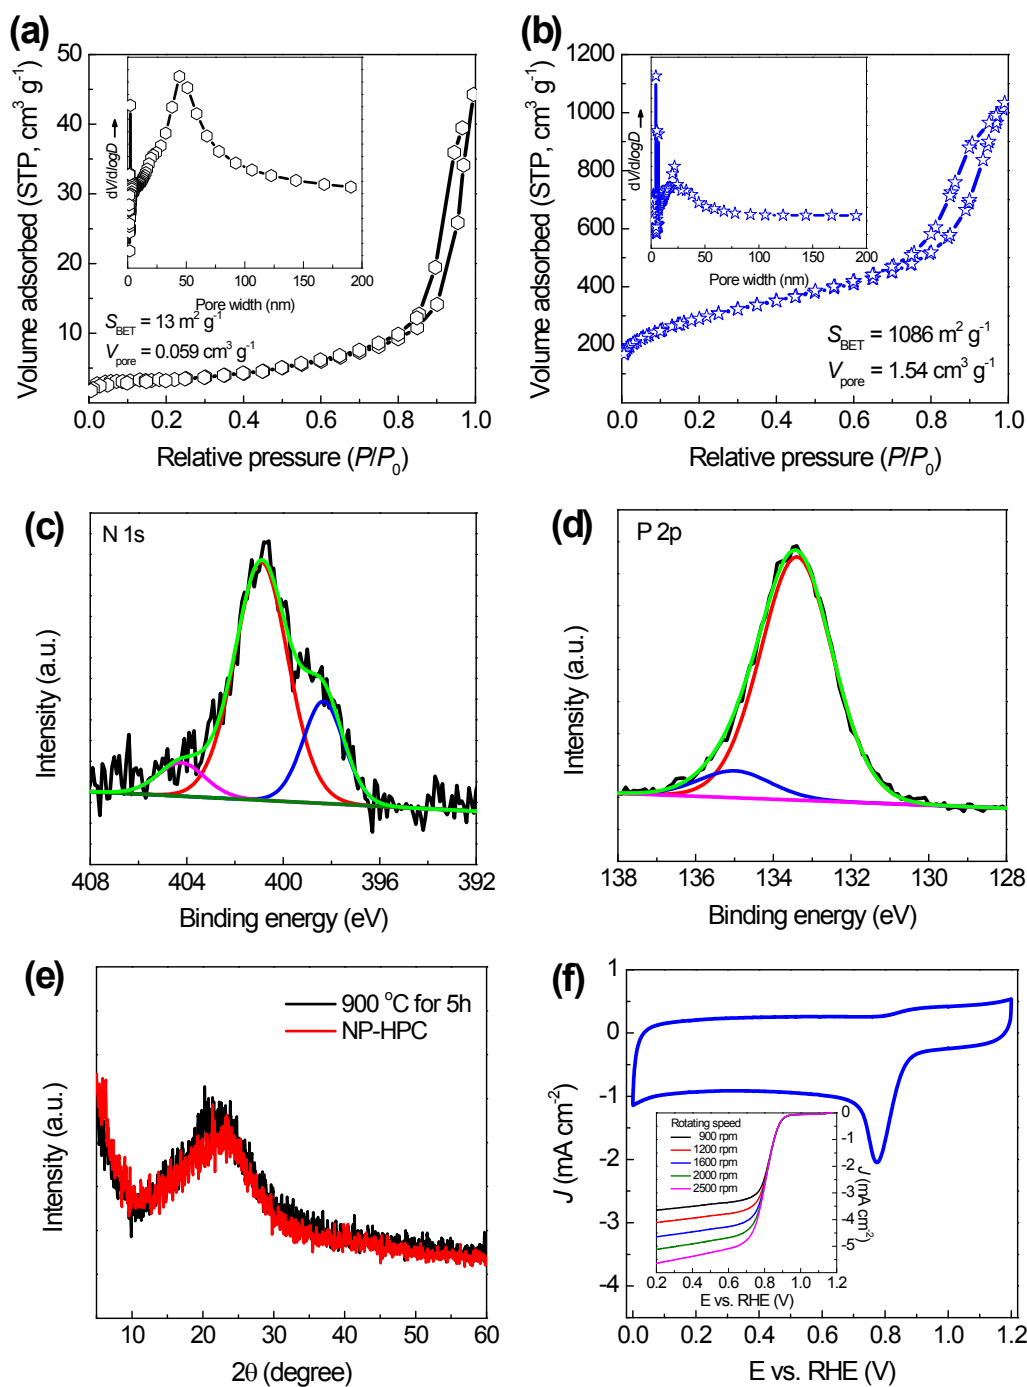 (a)
50
40
30
20
10
0.0 0.2 0.4 0.6 0.8 1.0
Volume adsorbed (STP, cm³ g⁻¹)
Relative pressure (P/P₀)
dV/dlogD
0 50 100 150 200
Pore width (nm)
S_BET = 13 m² g⁻¹
V_pore = 0.059 cm³ g⁻¹
(b)
1200
1000
800
600
400
200
0.0 0.2 0.4 0.6 0.8 1.0
Volume adsorbed (STP, cm³ g⁻¹)
Relative pressure (P/P₀)
dV/dlogD
0 50 100 150 200
Pore width (nm)
S_BET = 1086 m² g⁻¹
V_pore = 1.54 cm³ g⁻¹
(c)
N 1s
Intensity (a.u.)
408 404 400 396 392
Binding energy (eV)
(d)
P 2p
Intensity (a.u.)
138 136 134 132 130 128
Binding energy (eV)
(e)
900 °C for 5h
NP-HPC
Intensity (a.u.)
10 20 30 40 50 60
2θ (degree)
(f)
1
0
-1
-2
-3
-4
J (mA cm⁻²)
0.0 0.2 0.4 0.6 0.8 1.0 1.2
E vs. RHE (V)
Rotating speed
900 rpm
1200 rpm
1600 rpm
2000 rpm
2500 rpm
0
-1
-2
-3
-4
-5
J (mA cm⁻²)
0.2 0.4 0.6 0.8 1.0 1.2
E vs. RHE (V)